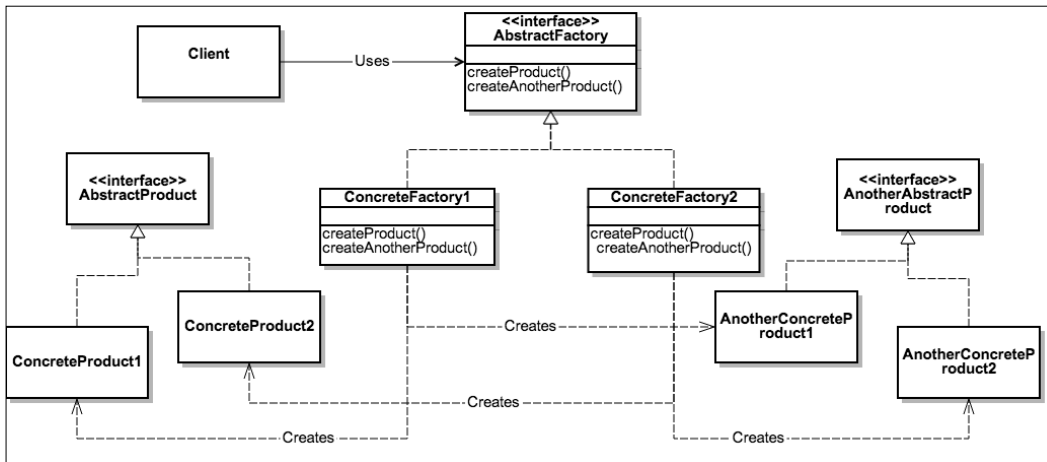 <<interface>>
AbstractFactory
Client
Uses
createProduct()
createAnotherProduct()
<<interface>>
AbstractProduct
ConcreteFactory1
createProduct()
createAnotherProduct()
ConcreteFactory2
createProduct()
createAnotherProduct()
<<interface>>
AnotherAbstractP
roduct
ConcreteProduct1
ConcreteProduct2
Creates
AnotherConcreteP
roduct1
AnotherConcreteP
roduct2
Creates
Creates
Creates